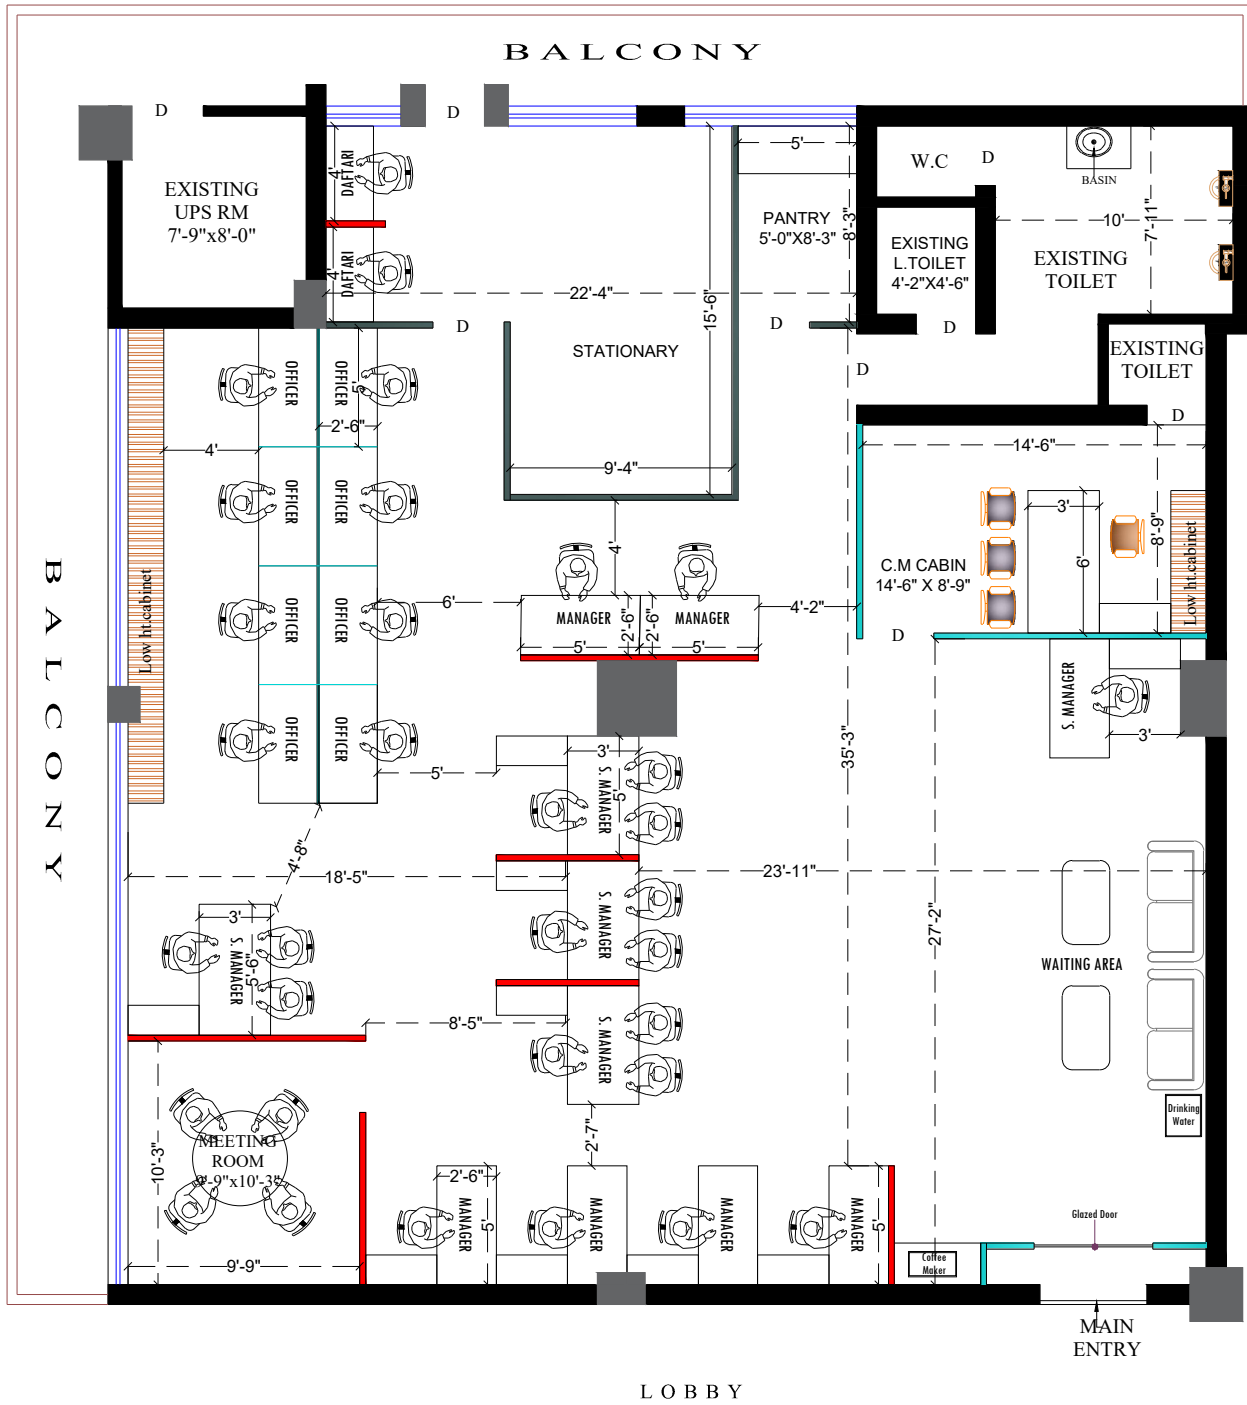 BALCONY
D
D
5'
W.C
D
BASIN
4'
DAFTARI
EXISTING
UPS RM
7'-9"x8'-0"
PANTRY
5'-0"X8'-3"
8'-3"
10'
7'-11"
EXISTING
L.TOILET
4'-2"X4'-6"
EXISTING
TOILET
4'
DAFTARI
22'-4"
15'-6"
D
D
D
STATIONARY
EXISTING
TOILET
D
OFFICER
OFFICER
5'
2'-6"
D
4'
14'-6"
9'-4"
OFFICER
OFFICER
3'
8'-9"
4'
6'
C.M CABIN
14'-6" X 8'-9"
Low ht.cabinet
BALCONY
Low ht.cabinet
OFFICER
OFFICER
6'
MANAGER
2'-6"
2'-6"
MANAGER
4'-2"
5'
5'
D
S. MANAGER
3'
OFFICER
OFFICER
5'
3'
5'
S. MANAGER
35'-3"
4'-8"
18'-5"
23'-11"
27'-2"
3'
S. MANAGER
5'-6"
S. MANAGER
WAITING AREA
8'-5"
S. MANAGER
Drinking
Water
10'-3"
MEETING
ROOM
9'-9"x10'-3"
2'-7"
2'-6"
MANAGER
5'
MANAGER
MANAGER
MANAGER
5'
Glazed Door
9'-9"
Coffee
Maker
MAIN
ENTRY
LOBBY